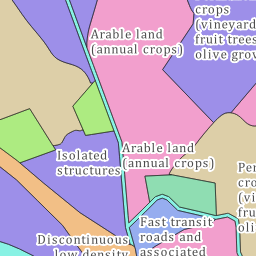 crops
(vineyard
fruit trees
olive grov
Arable land
(annual crops)
Arable land
(annual crops)
Isolated
structures
Per
cro
(vi
fru
oli
Fast transit
roads and
associated
Discontinuous
low density